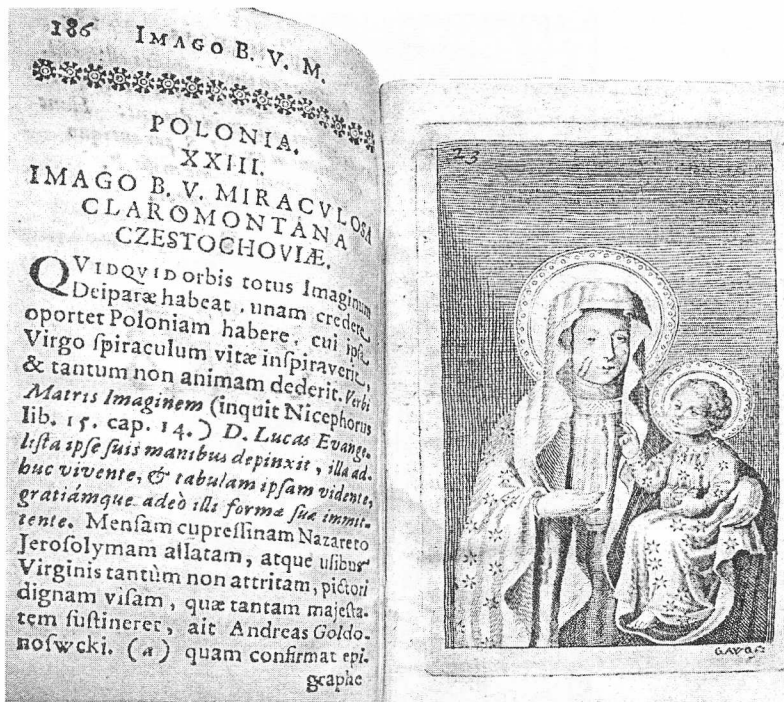 186 IMAGO B. V. M.
POLONIA.
XXIII.
IMAGO B. V. MIRACVLOSA
CLAROMONTANA
CZESTOCHOVIÆ.
QVIDQVID orbis totus Imaginum
Deiparæ habeat, unam credere
oportet Poloniam habere, cui ipſa
Virgo ſpiraculum vitæ inſpiraverit,
& tantum non animam dederit. Verbi
Matris Imaginem (inquit Nicephorus
lib. 15. cap. 14.) D. Lucas Evange-
liſta ipſe ſuis manibus depinxit, illa ad-
huc vivente, & tabulam ipſam vidente,
gratiámque adeò illi formæ ſuæ immit-
tente. Menſam cupreſſinam Nazareto
Jeroſolymam allatam, atque uſibus
Virginis tantùm non attritam, pictori
dignam viſam, quæ tantam majeſta-
tem ſuſtineret, ait Andreas Goldo-
noſwcki. (a) quam confirmat epi-
graphe
23